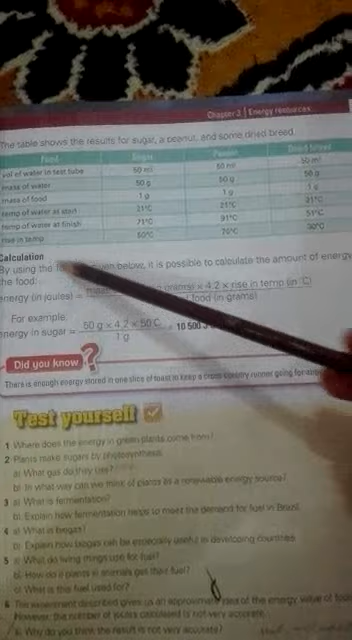 Chapter 3 | Energy resources
The table shows the results for sugar, a peanut, and some dried bread.
Food Sugar Peanut Dried bread
vol of water in test tube 50 ml 50 ml 50 ml
mass of water 50 g 50 g 50 g
mass of food 1 g 1 g 1 g
temp of water at start 21°C 21°C 21°C
temp of water at finish 71°C 91°C 51°C
rise in temp 50°C 70°C 30°C
Calculation
By using the below, it is possible to calculate the amount of energy
the food:
energy (in joules) = grams) × 4.2 × rise in temp (in °C)
food (in grams)
For example:
energy in sugar = 50 g × 4.2 × 50 C = 10 500 J
1 g
Did you know ?
There is enough energy stored in one slice of toast to keep a cross-country runner going for
Test yourself
1 Where does the energy in green plants come from?
2 Plants make sugars by photosynthesis.
a) What gas do they use?
b) In what way can we think of plants as a renewable energy source?
3 a) What is fermentation?
b) Explain how fermentation helps to meet the demand for fuel in Brazil.
4 a) What is biogas?
b) Explain how biogas can be especially useful in developing countries.
5 a) What do living things use for fuel?
b) How do plants animals get their fuel?
c) What is this fuel used for?
6 The experiment described gives us an approximate idea of the energy value of food
However, the number of joules calculated is not very accurate.
a) Why do you think the result is not very accurate?